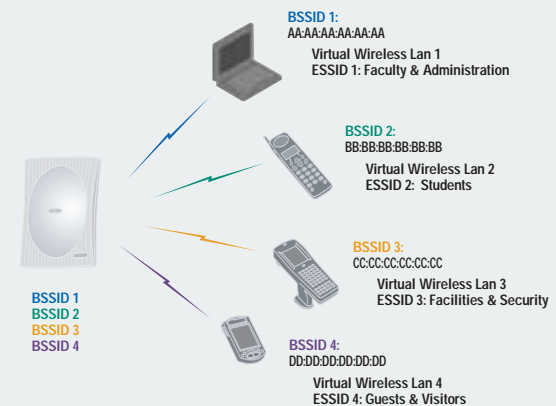 BSSID 1:
AA:AA:AA:AA:AA:AA
Virtual Wireless Lan 1
ESSID 1: Faculty & Administration
BSSID 2:
BB:BB:BB:BB:BB:BB
Virtual Wireless Lan 2
ESSID 2: Students
BSSID 3:
CC:CC:CC:CC:CC:CC
Virtual Wireless Lan 3
ESSID 3: Facilities & Security
BSSID 1
BSSID 2
BSSID 3
BSSID 4
BSSID 4:
DD:DD:DD:DD:DD:DD
Virtual Wireless Lan 4
ESSID 4: Guests & Visitors